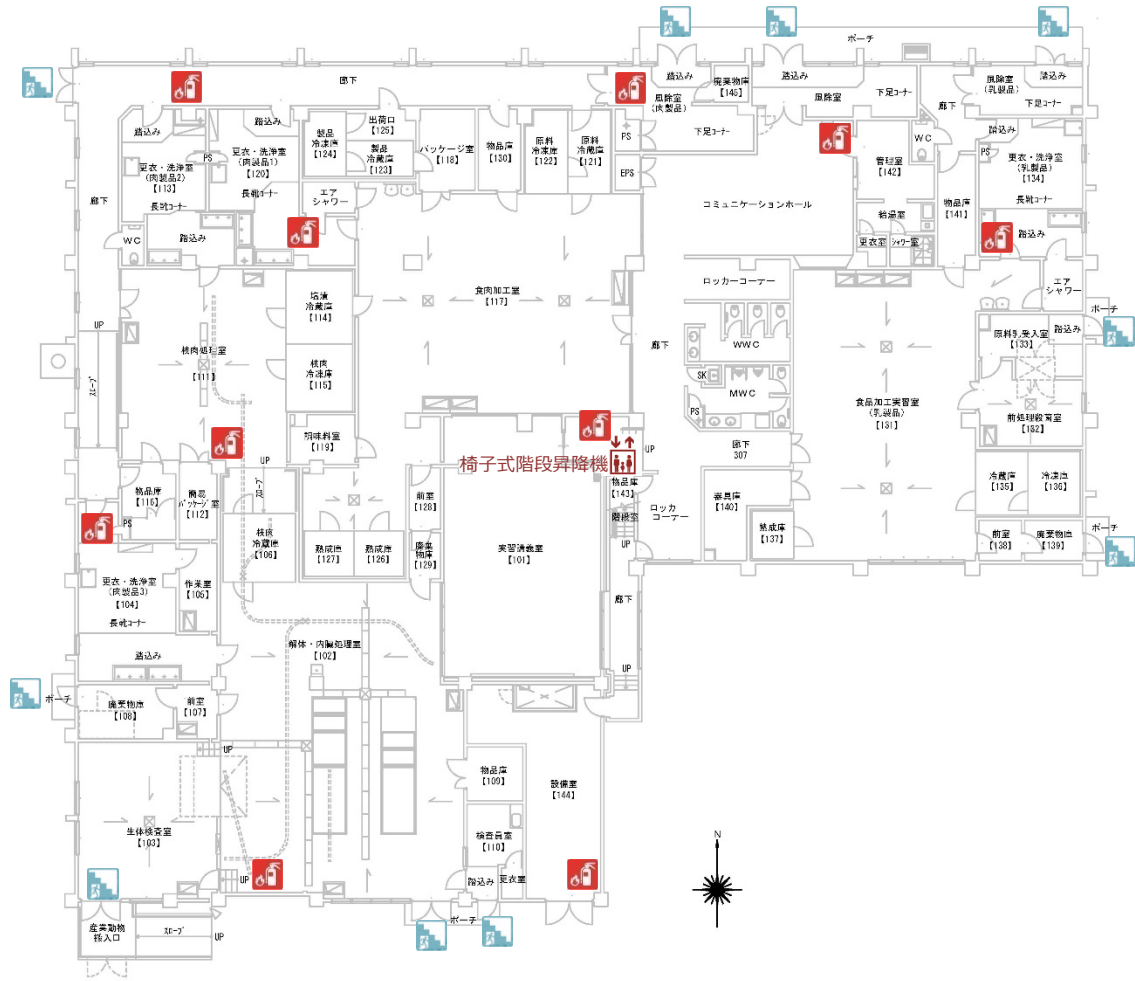 ポーチ
廊下
踏込み
廃棄物庫
【146】
風除室
(肉製品)
踏込み
風除室
下足コーナー
廊下
風除室
(乳製品)
踏込み
下足コーナー
踏込み
更衣・洗浄室
(肉製品2)
【113】
長靴コーナー
PS
踏込み
更衣・洗浄室
(肉製品1)
【120】
長靴コーナー
製品
冷凍庫
【124】
出荷口
【125】
製品
冷蔵庫
【123】
パッケージ室
【118】
物品庫
【130】
原料
冷凍庫
【122】
原料
冷蔵庫
【121】
PS
EPS
下足コーナー
管理室
【142】
WC
踏込み
PS
更衣・洗浄室
(乳製品)
【134】
長靴コーナー
踏込み
エア
シャワー
廊下
WC
踏込み
コミュニケーションホール
給湯室
更衣室
シャワー室
物品庫
【141】
エア
シャワー
ポーチ
ロッカーコーナー
塩漬
冷蔵庫
【114】
食肉加工室
【117】
廊下
WWC
原料乳受入室
【133】
踏込み
UP
スロープ
枝肉処理室
【111】
枝肉
冷凍庫
【115】
SK
MWC
PS
食品加工実習室
(乳製品)
【131】
前処理殺菌室
【132】
調味料室
【119】
椅子式階段昇降機
UP
廊下
307
物品庫
【116】
PS
簡易
パッケージ室
【112】
UP
スロープ
枝肉
冷蔵庫
【106】
前室
【128】
物品庫
【143】
階段室
UP
ロッカ
コーナー
器具庫
【140】
熟成庫
【137】
冷蔵庫
【135】
冷凍庫
【136】
熟成庫
【127】
熟成庫
【126】
廃棄
物庫
【129】
実習講義室
【101】
前室
【138】
廃棄物庫
【139】
ポーチ
更衣・洗浄室
(肉製品3)
【104】
長靴コーナー
作業室
【105】
廊下
踏込み
解体・内臓処理室
【102】
UP
ポーチ
廃棄物庫
【108】
前室
【107】
UP
物品庫
【109】
設備室
【144】
生体検査室
【103】
検査員室
【110】
UP
踏込み
更衣室
ポーチ
産業動物
搬入口
スロープ
UP
N